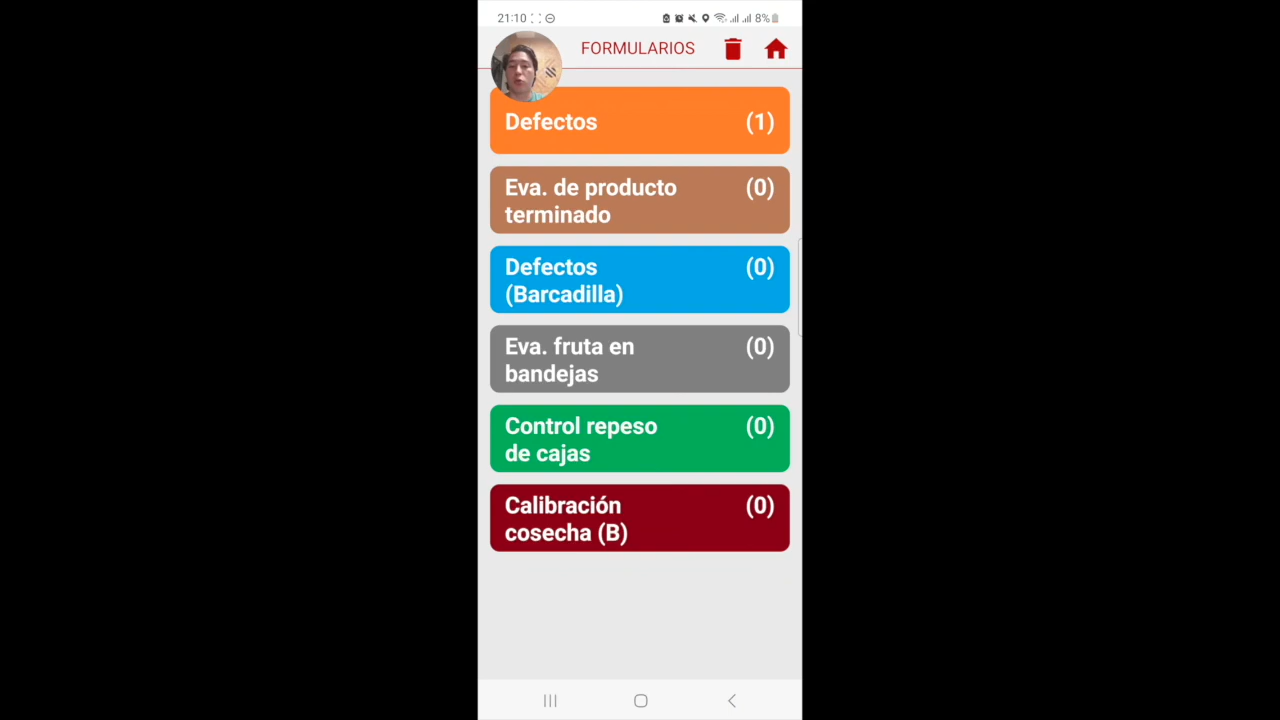 21:10
8%
FORMULARIOS
Defectos (1)
Eva. de producto (0)
terminado
Defectos (0)
(Barcadilla)
Eva. fruta en (0)
bandejas
Control repeso (0)
de cajas
Calibración (0)
cosecha (B)